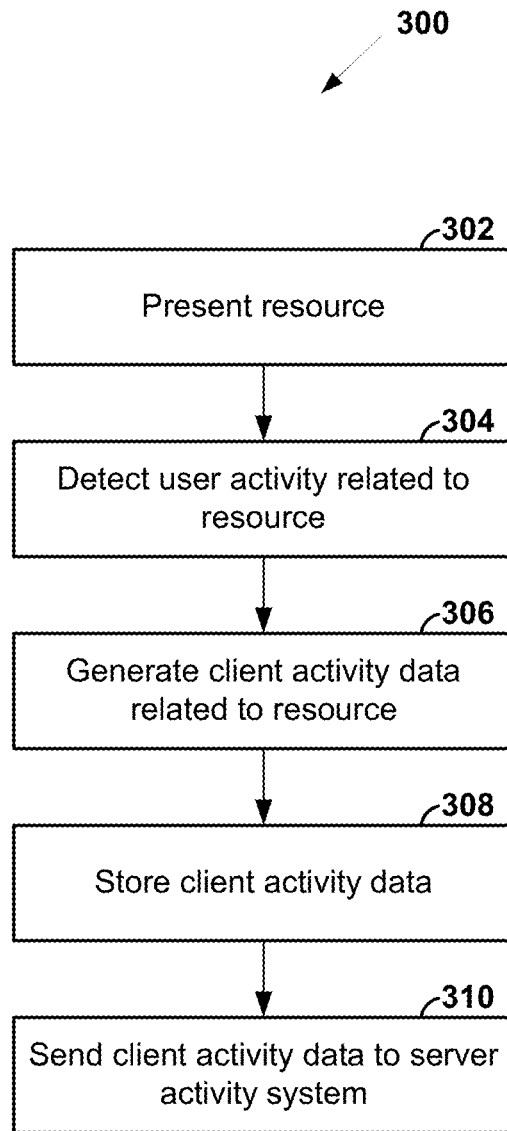 300
302
Present resource
304
Detect user activity related to
resource
306
Generate client activity data
related to resource
308
Store client activity data
310
Send client activity data to server
activity system